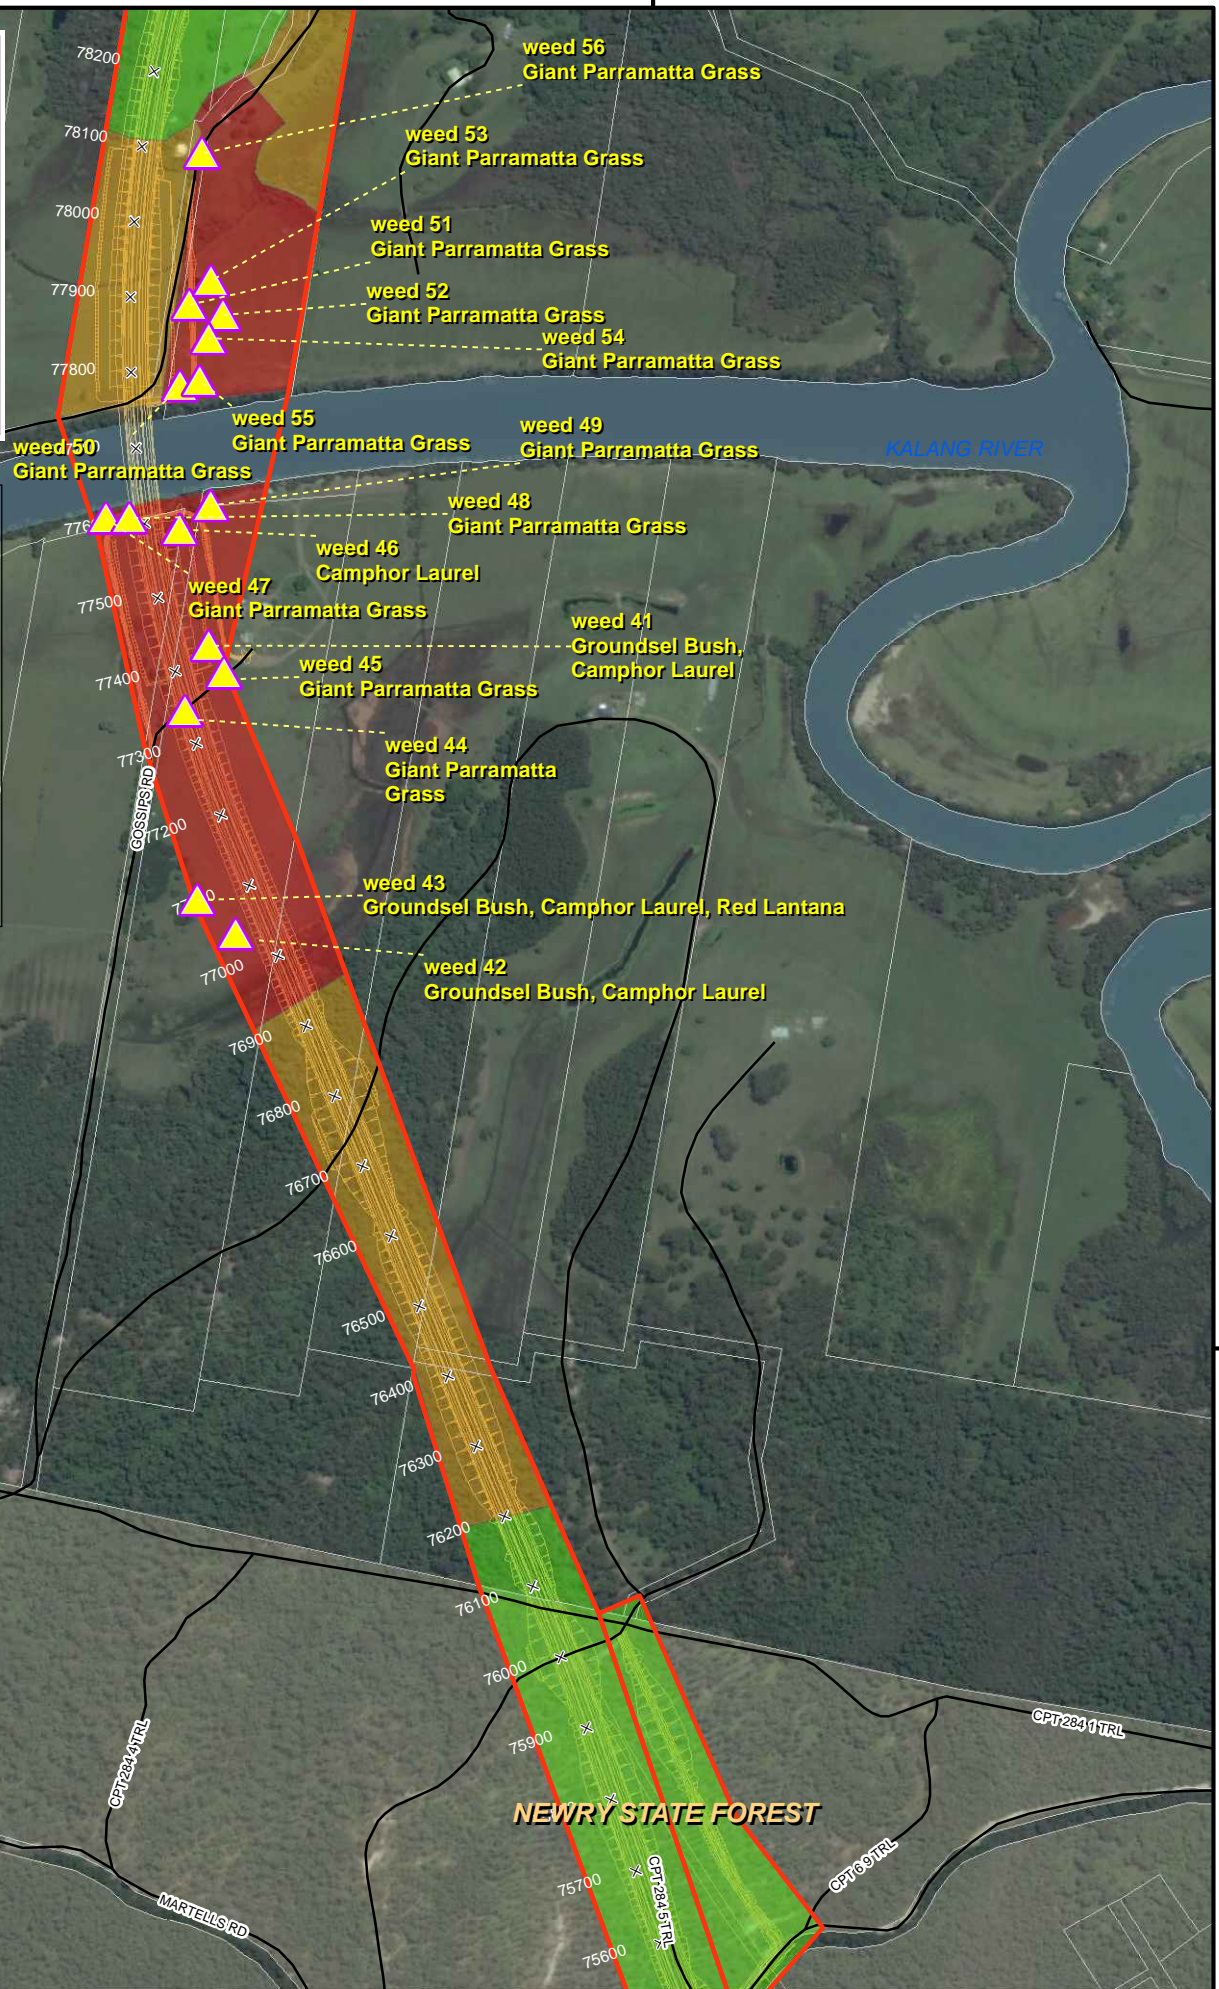 78200
weed 56
Giant Parramatta Grass
78100
weed 53
Giant Parramatta Grass
78000
weed 51
Giant Parramatta Grass
77900
weed 52
Giant Parramatta Grass
weed 54
Giant Parramatta Grass
77800
weed 55
Giant Parramatta Grass
weed 49
Giant Parramatta Grass
KALANG RIVER
weed 50
Giant Parramatta Grass
weed 48
Giant Parramatta Grass
weed 46
Camphor Laurel
weed 47
Giant Parramatta Grass
77500
weed 41
Groundsel Bush,
Camphor Laurel
weed 45
Giant Parramatta Grass
77400
weed 44
Giant Parramatta
Grass
77300
GOSSIPS RD
77200
weed 43
Groundsel Bush, Camphor Laurel, Red Lantana
weed 42
Groundsel Bush, Camphor Laurel
77000
76900
76800
76700
76600
76500
76400
76300
76200
76100
76000
CPT 284 1 TRL
75900
CPT 284 4 TRL
NEWRY STATE FOREST
CPT 6 9 TRL
75700
CPT 284 5 TRL
MARTELLS RD
75600